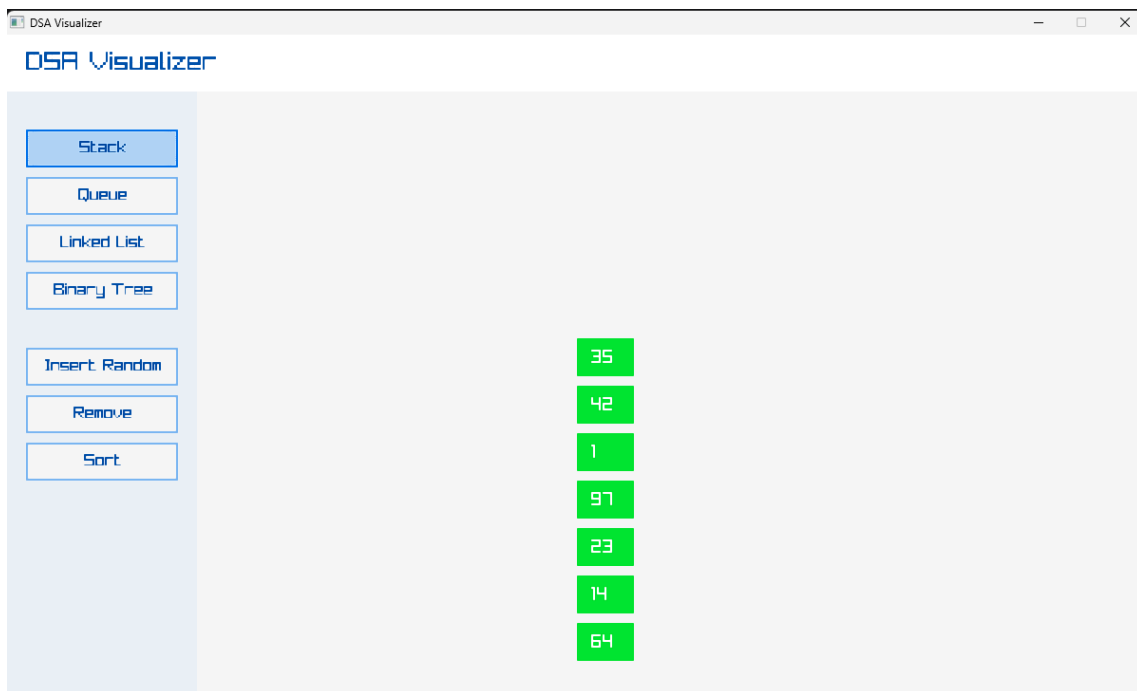 DSA Visualizer
DSA Visualizer
Stack
Queue
Linked List
Binary Tree
Insert Random
Remove
Sort
35
42
1
97
23
14
64